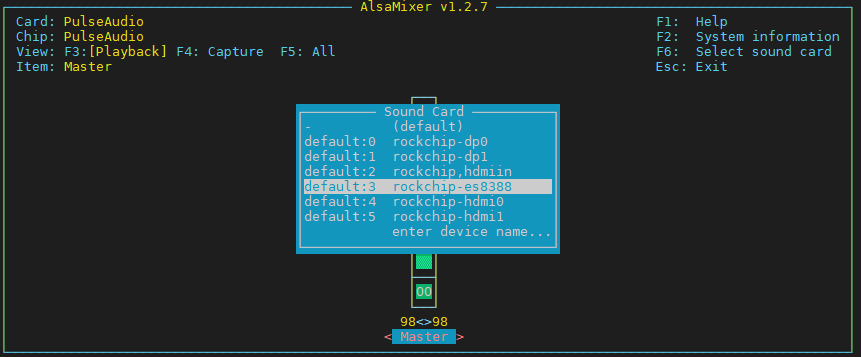 AlsaMixer v1.2.7
Card: PulseAudio F1: Help
Chip: PulseAudio F2: System information
View: F3:[Playback] F4: Capture F5: All F6: Select sound card
Item: Master Esc: Exit
Sound Card
- (default)
default:0 rockchip-dp0
default:1 rockchip-dp1
default:2 rockchip,hdmiin
default:3 rockchip-es8388
default:4 rockchip-hdmi0
default:5 rockchip-hdmi1
enter device name...
OO
98<>98
< Master >